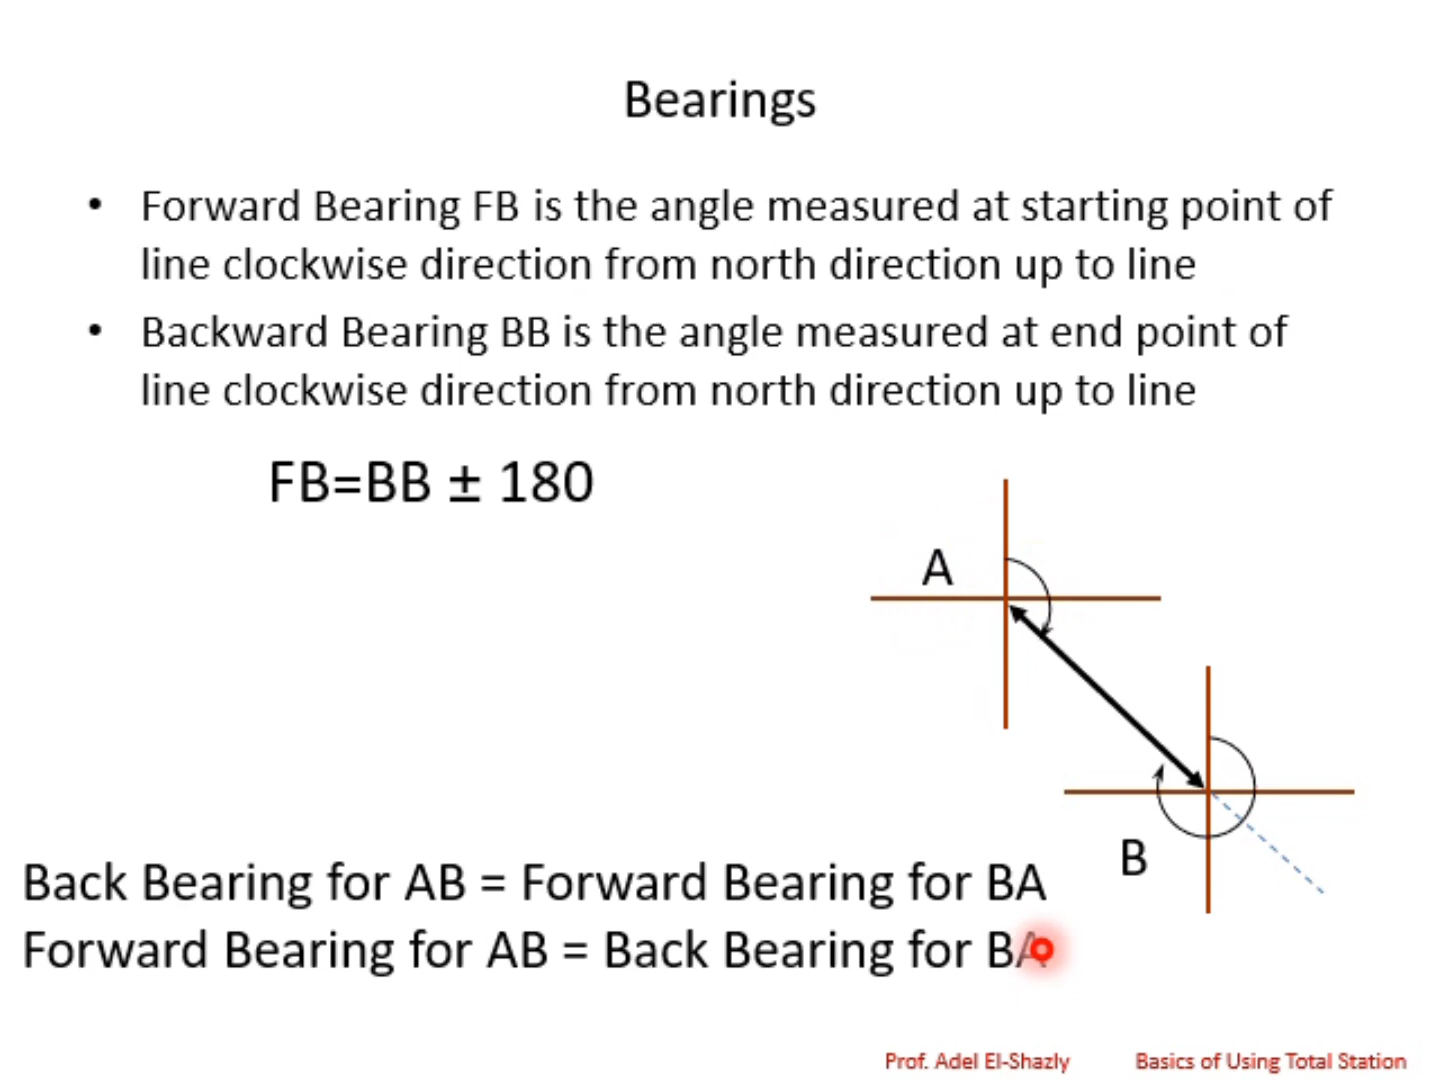 Bearings
• Forward Bearing FB is the angle measured at starting point of
line clockwise direction from north direction up to line
• Backward Bearing BB is the angle measured at end point of
line clockwise direction from north direction up to line
FB=BB ± 180
A
B
Back Bearing for AB = Forward Bearing for BA
Forward Bearing for AB = Back Bearing for BA
Prof. Adel El-Shazly Basics of Using Total Station